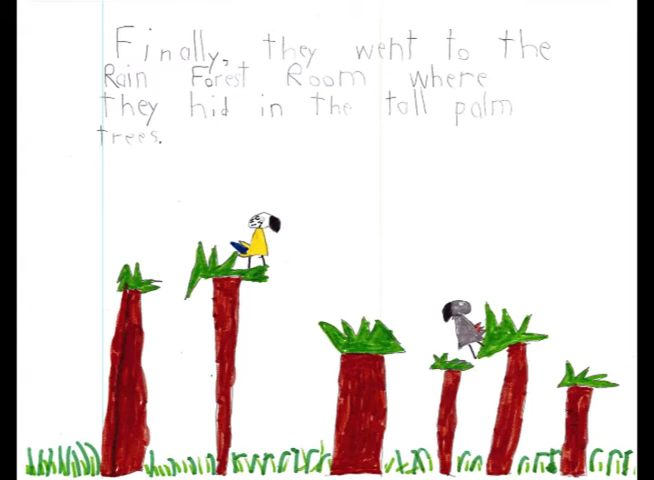 Finally, they went to the
Rain Forest Room where
they hid in the tall palm
trees.